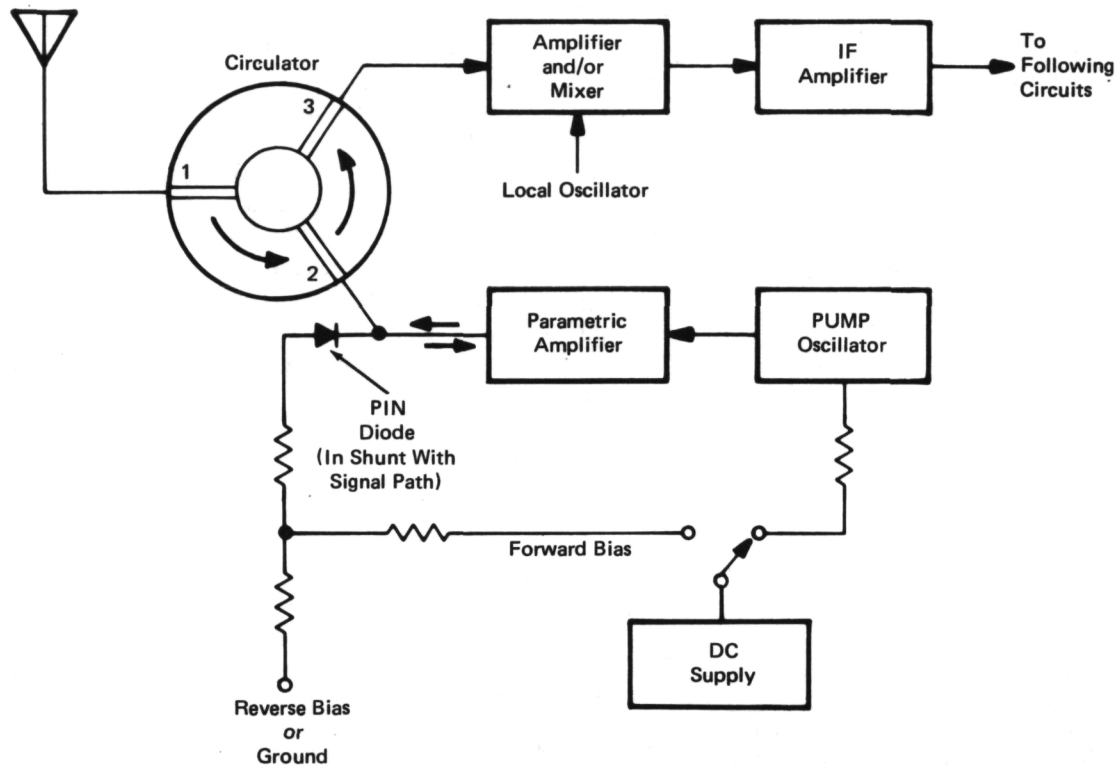 Circulator
1
2
3
Amplifier
and/or
Mixer
IF
Amplifier
To
Following
Circuits
Local Oscillator
Parametric
Amplifier
PUMP
Oscillator
PIN
Diode
(In Shunt With
Signal Path)
Forward Bias
DC
Supply
Reverse Bias
or
Ground